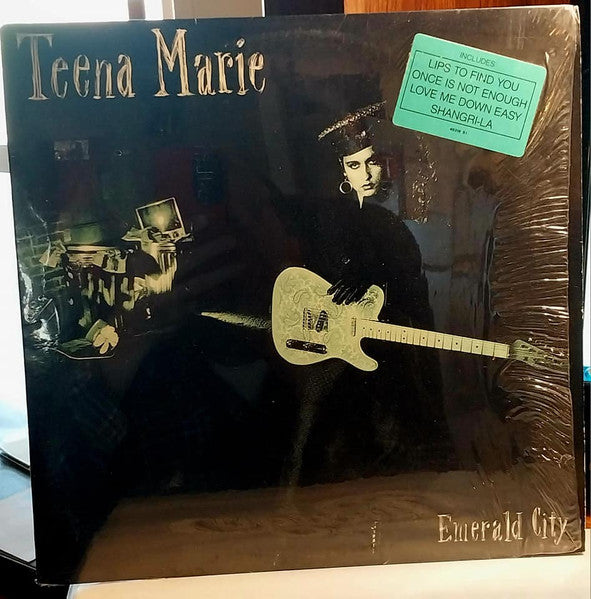 Teena Marie
INCLUDES:
LIPS TO FIND YOU
ONCE IS NOT ENOUGH
LOVE ME DOWN EASY
SHANGRI-LA
Emerald City